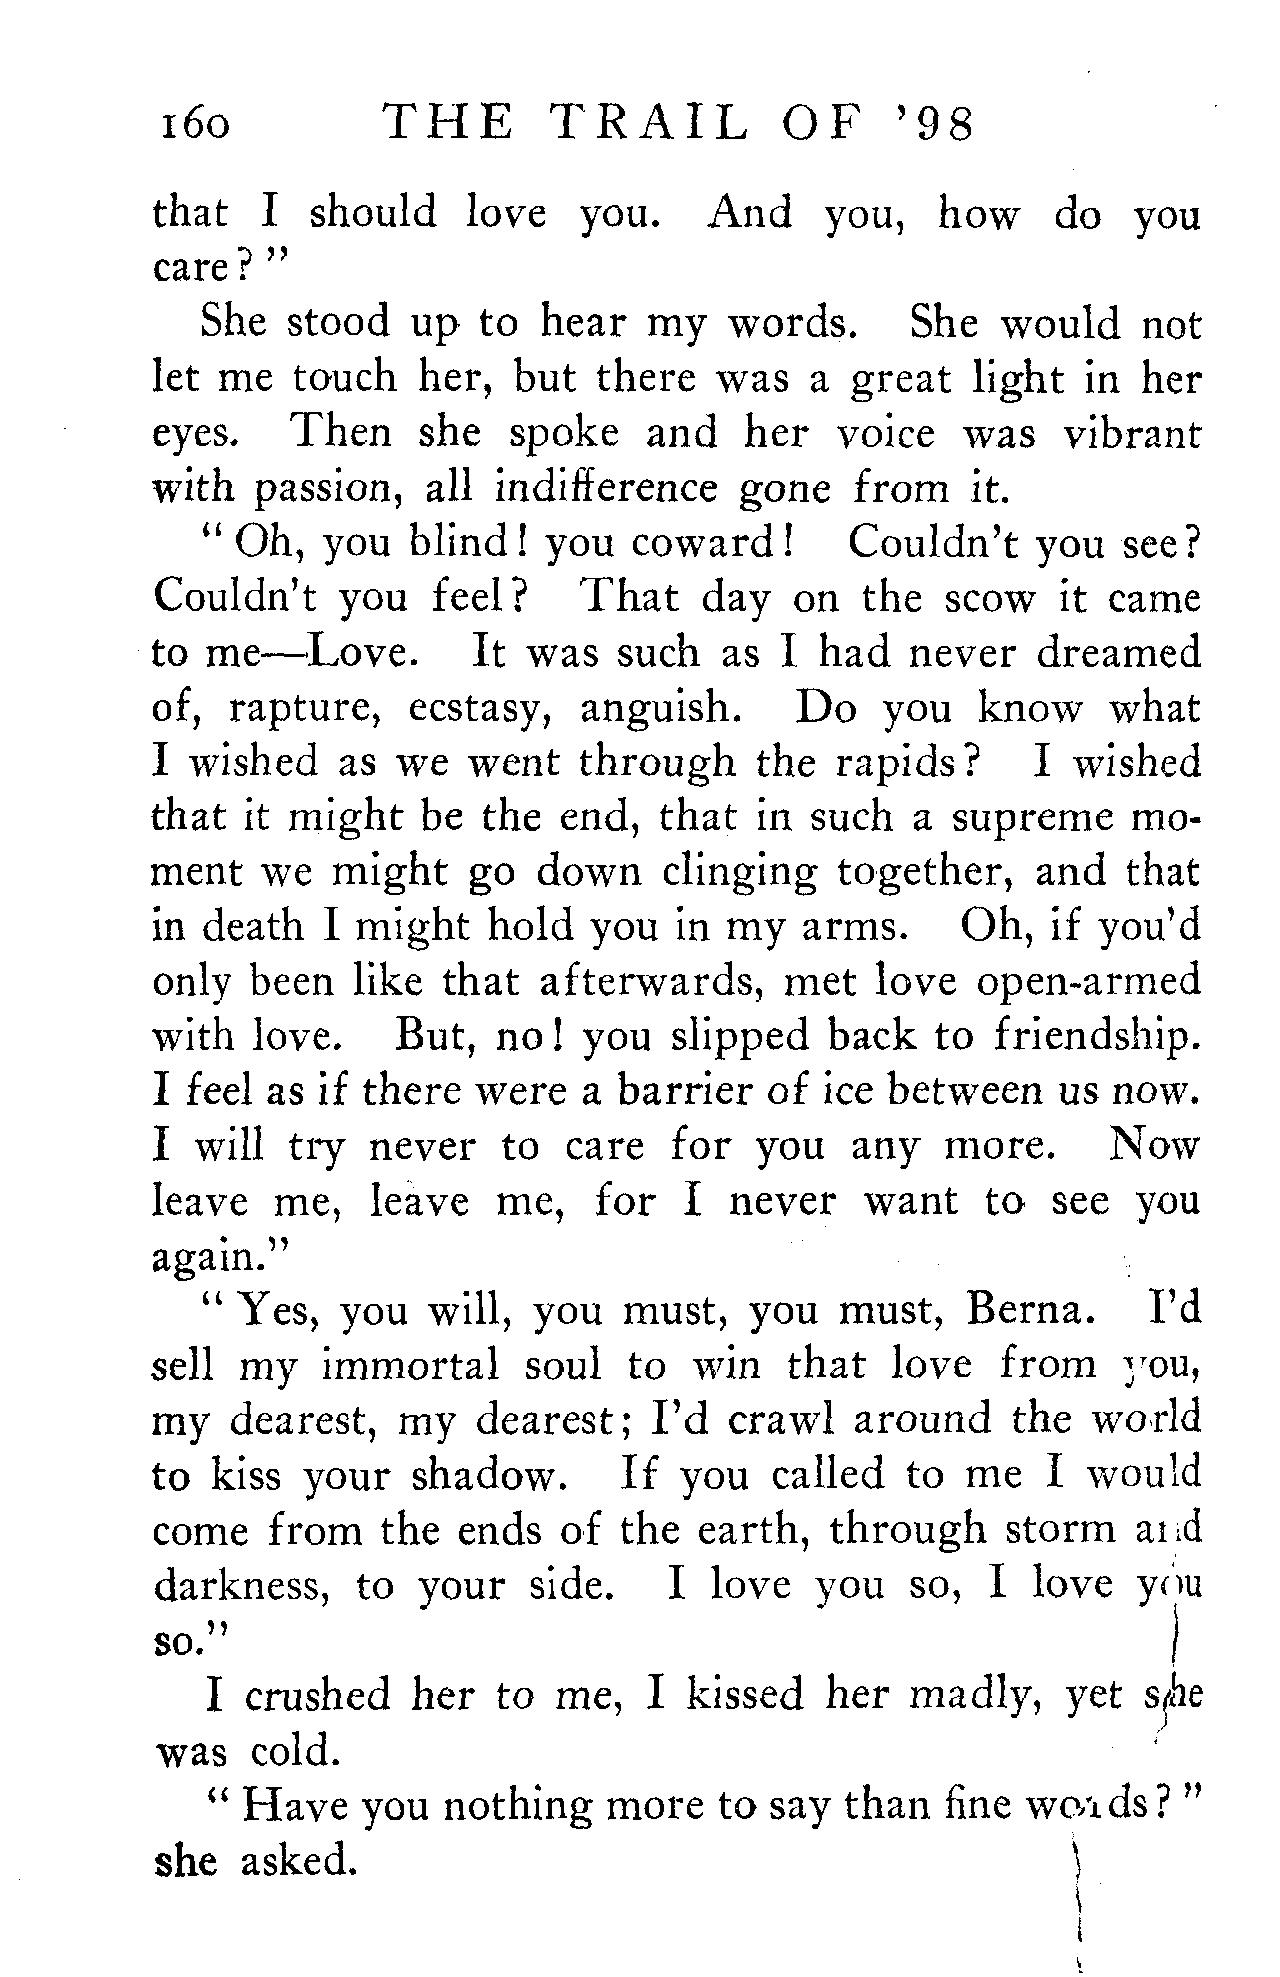 160 THE TRAIL OF '98
that I should love you. And you, how do you
care?"
She stood up to hear my words. She would not
let me touch her, but there was a great light in her
eyes. Then she spoke and her voice was vibrant
with passion, all indifference gone from it.
"Oh, you blind! you coward! Couldn't you see?
Couldn't you feel? That day on the scow it came
to me—Love. It was such as I had never dreamed
of, rapture, ecstasy, anguish. Do you know what
I wished as we went through the rapids? I wished
that it might be the end, that in such a supreme mo-
ment we might go down clinging together, and that
in death I might hold you in my arms. Oh, if you'd
only been like that afterwards, met love open-armed
with love. But, no! you slipped back to friendship.
I feel as if there were a barrier of ice between us now.
I will try never to care for you any more. Now
leave me, leave me, for I never want to see you
again."
"Yes, you will, you must, you must, Berna. I'd
sell my immortal soul to win that love from you,
my dearest, my dearest; I'd crawl around the world
to kiss your shadow. If you called to me I would
come from the ends of the earth, through storm and
darkness, to your side. I love you so, I love you
so."
I crushed her to me, I kissed her madly, yet she
was cold.
"Have you nothing more to say than fine words?"
she asked.